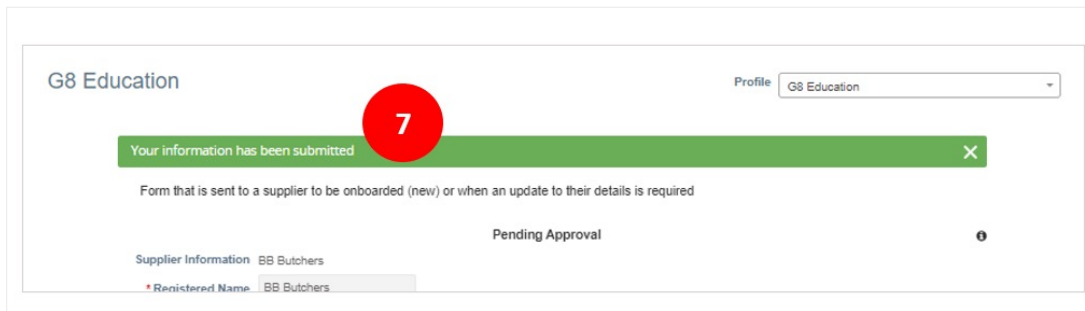 G8 Education
Profile G8 Education
7
Your information has been submitted
Form that is sent to a supplier to be onboarded (new) or when an update to their details is required
Pending Approval
Supplier Information BB Butchers
* Registered Name BB Butchers